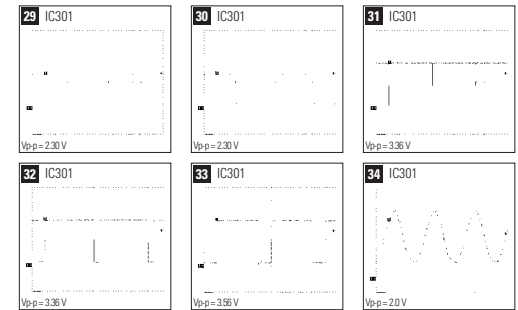 29 IC301
Vp-p = 2.30 V
30 IC301
Vp-p = 2.30 V
31 IC301
Vp-p = 3.36 V
32 IC301
Vp-p = 3.36 V
33 IC301
Vp-p = 3.56 V
34 IC301
Vp-p = 2.0 V